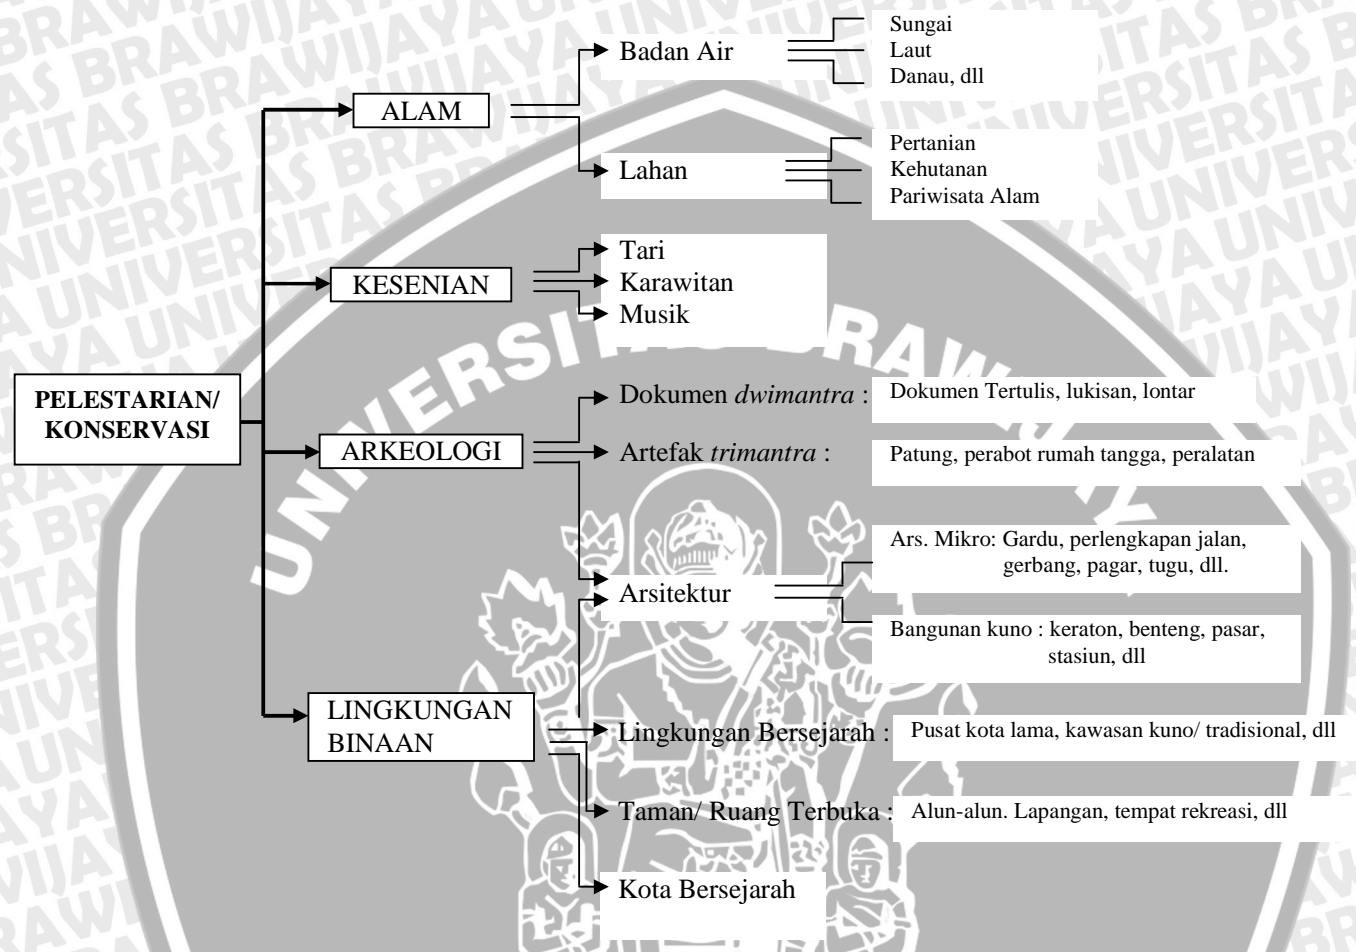 PELESTARIAN/
KONSERVASI
ALAM
Badan Air
Sungai
Laut
Danau, dll
Lahan
Pertanian
Kehutanan
Pariwisata Alam
KESENIAN
Tari
Karawitan
Musik
ARKEOLOGI
Dokumen dwimantra :
Dokumen Tertulis, lukisan, lontar
Artefak trimantra :
Patung, perabot rumah tangga, peralatan
Arsitektur
Ars. Mikro: Gardu, perlengkapan jalan,
gerbang, pagar, tugu, dll.
Bangunan kuno : keraton, benteng, pasar,
stasiun, dll
LINGKUNGAN
BINAAN
Lingkungan Bersejarah :
Pusat kota lama, kawasan kuno/ tradisional, dll
Taman/ Ruang Terbuka :
Alun-alun. Lapangan, tempat rekreasi, dll
Kota Bersejarah
UNIVERSITAS BRAWIJAYA